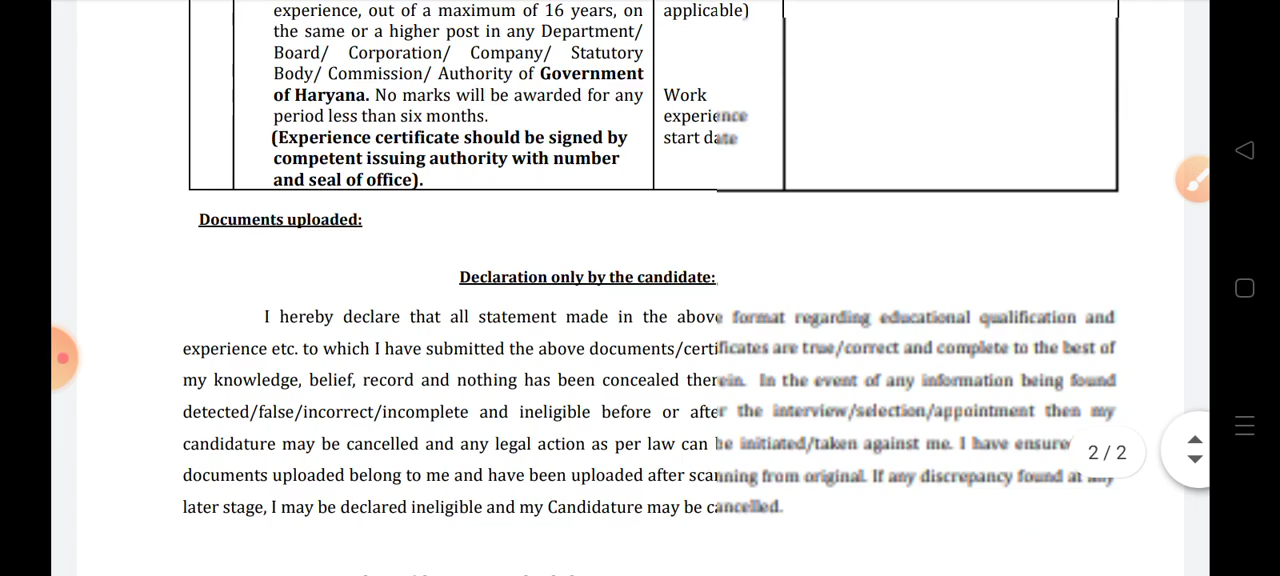 experience, out of a maximum of 16 years, on
the same or a higher post in any Department/
Board/ Corporation/ Company/ Statutory
Body/ Commission/ Authority of Government
of Haryana. No marks will be awarded for any
period less than six months.
(Experience certificate should be signed by
competent issuing authority with number
and seal of office).
applicable)
Work
experience
start date
Documents uploaded:
Declaration only by the candidate:
I hereby declare that all statement made in the above format regarding educational qualification and
experience etc. to which I have submitted the above documents/certificates are true/correct and complete to the best of
my knowledge, belief, record and nothing has been concealed therein. In the event of any information being found
detected/false/incorrect/incomplete and ineligible before or after the interview/selection/appointment then my
candidature may be cancelled and any legal action as per law can be initiated/taken against me. I have
documents uploaded belong to me and have been uploaded after scanning from original. If any discrepancy found at any
later stage, I may be declared ineligible and my Candidature may be cancelled.
2/2